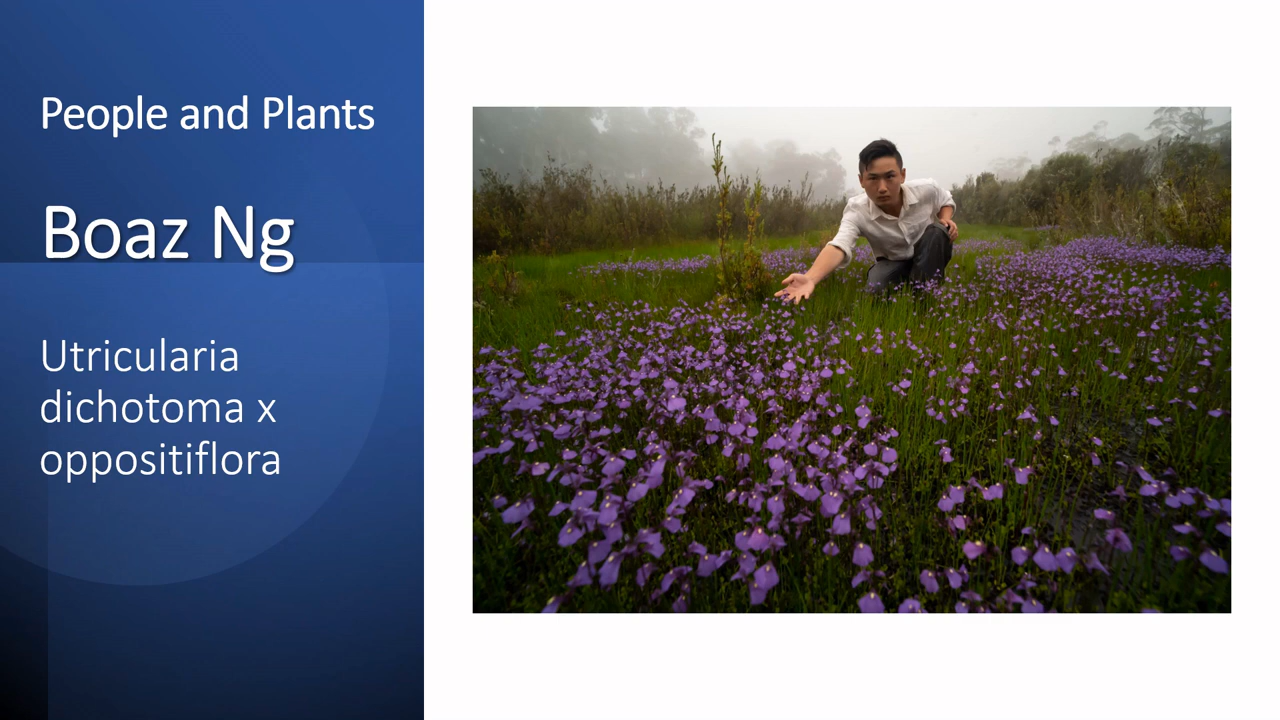 People and Plants
Boaz Ng
Utricularia
dichotoma x
oppositiflora